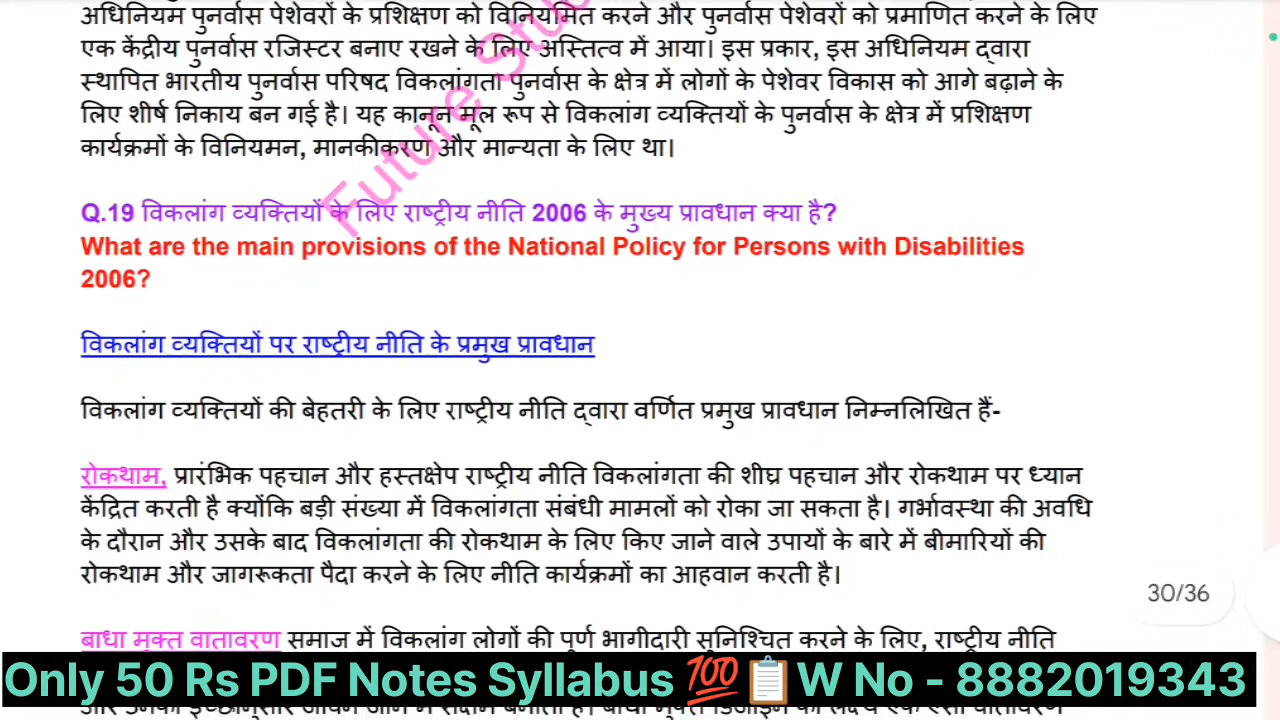 अधिनियम पुनर्वास पेशेवरों के प्रशिक्षण को विनियमित करने और पुनर्वास पेशेवरों को प्रमाणित करने के लिए
एक केंद्रीय पुनर्वास रजिस्टर बनाए रखने के लिए अस्तित्व में आया। इस प्रकार, इस अधिनियम द्वारा
स्थापित भारतीय पुनर्वास परिषद विकलांगता पुनर्वास के क्षेत्र में लोगों के पेशेवर विकास को आगे बढ़ाने के
लिए शीर्ष निकाय बन गई है। यह कानून मूल रूप से विकलांग व्यक्तियों के पुनर्वास के क्षेत्र में प्रशिक्षण
कार्यक्रमों के विनियमन, मानकीकरण और मान्यता के लिए था।
Future Stu
Q.19 विकलांग व्यक्तियों के लिए राष्ट्रीय नीति 2006 के मुख्य प्रावधान क्या है?
What are the main provisions of the National Policy for Persons with Disabilities
2006?
विकलांग व्यक्तियों पर राष्ट्रीय नीति के प्रमुख प्रावधान
विकलांग व्यक्तियों की बेहतरी के लिए राष्ट्रीय नीति द्वारा वर्णित प्रमुख प्रावधान निम्नलिखित हैं-
रोकथाम, प्रारंभिक पहचान और हस्तक्षेप राष्ट्रीय नीति विकलांगता की शीघ्र पहचान और रोकथाम पर ध्यान
केंद्रित करती है क्योंकि बड़ी संख्या में विकलांगता संबंधी मामलों को रोका जा सकता है। गर्भावस्था की अवधि
के दौरान और उसके बाद विकलांगता की रोकथाम के लिए किए जाने वाले उपायों के बारे में बीमारियों की
रोकथाम और जागरूकता पैदा करने के लिए नीति कार्यक्रमों का आहवान करती है।
30/36
बाधा मुक्त वातावरण समाज में विकलांग लोगों की पूर्ण भागीदारी सुनिश्चित करने के लिए, राष्ट्रीय नीति
Only 50 Rs PDF Notes Syllabus 💯📋 W No - 8882019343